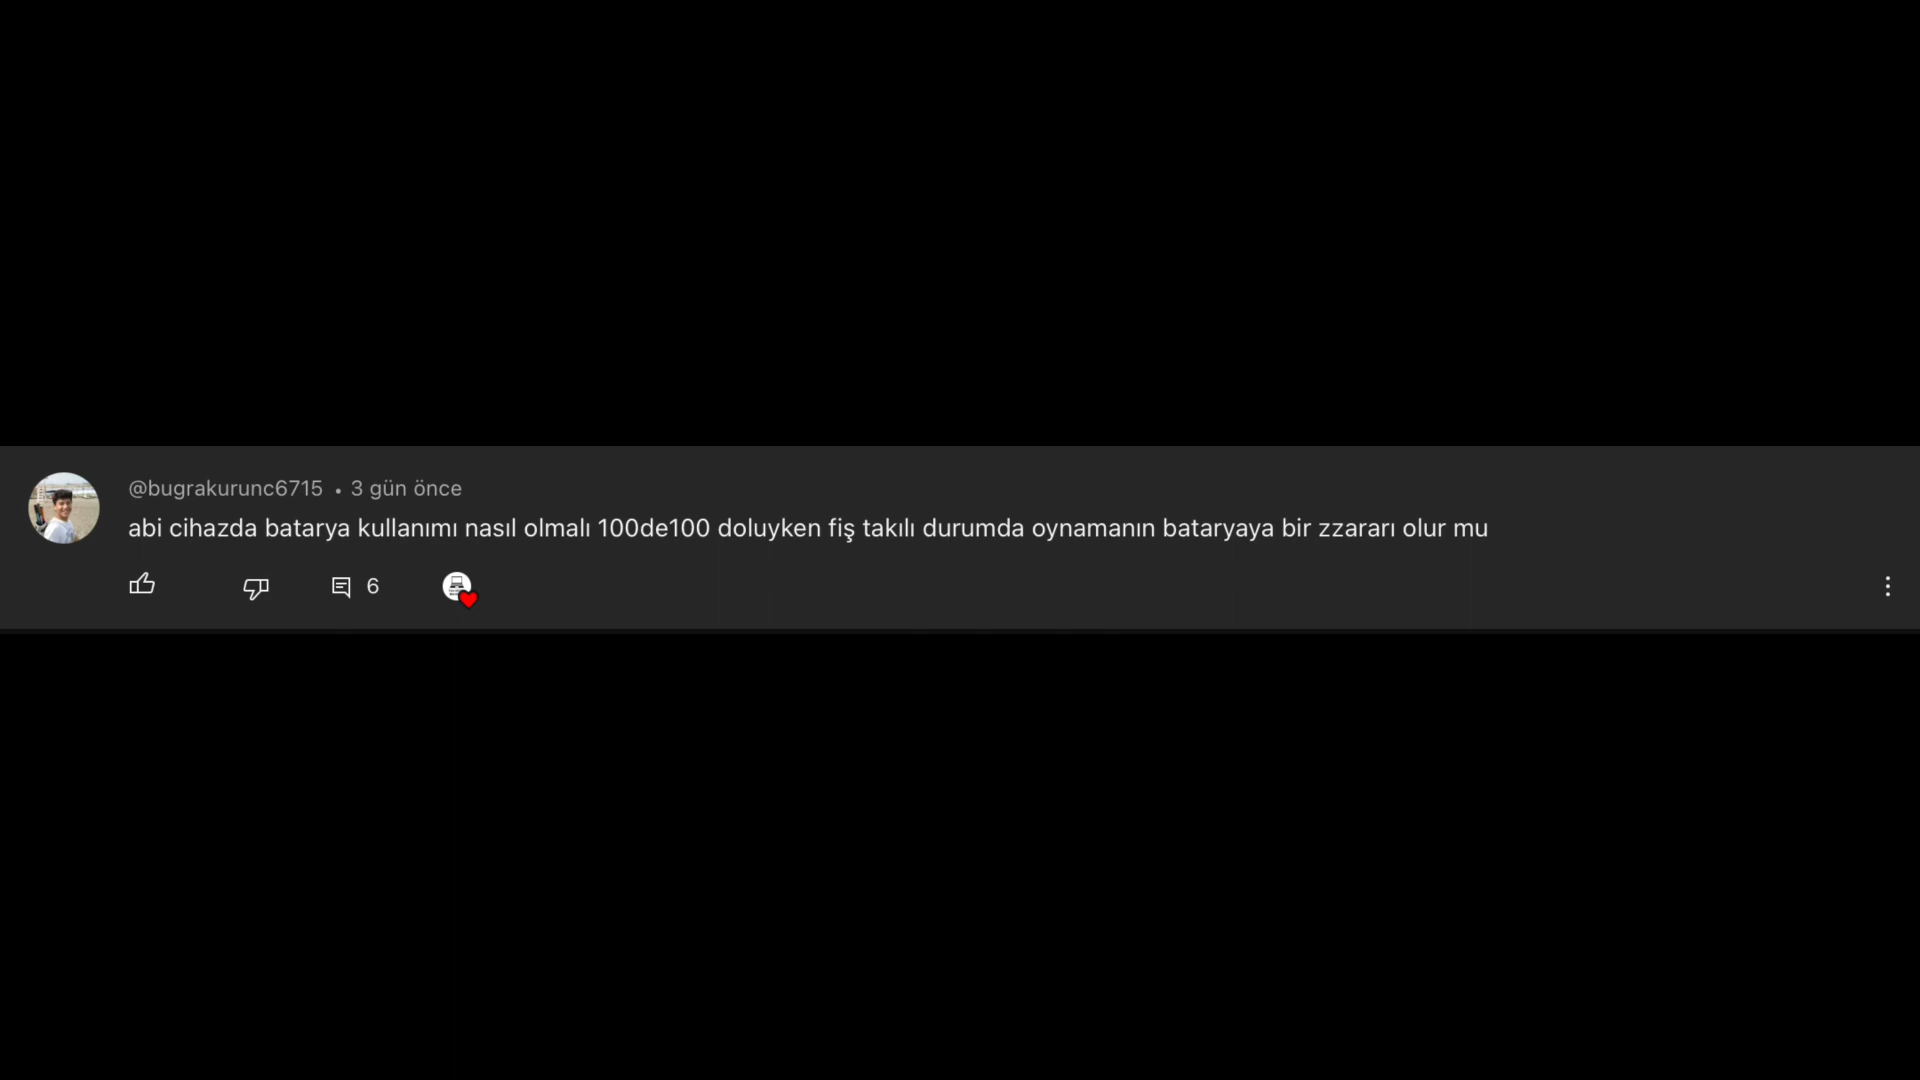 @bugrakurunc6715 • 3 gün önce
abi cihazda batarya kullanımı nasıl olmalı 100de100 doluyken fiş takılı durumda oynamanın bataryaya bir zzararı olur mu
6